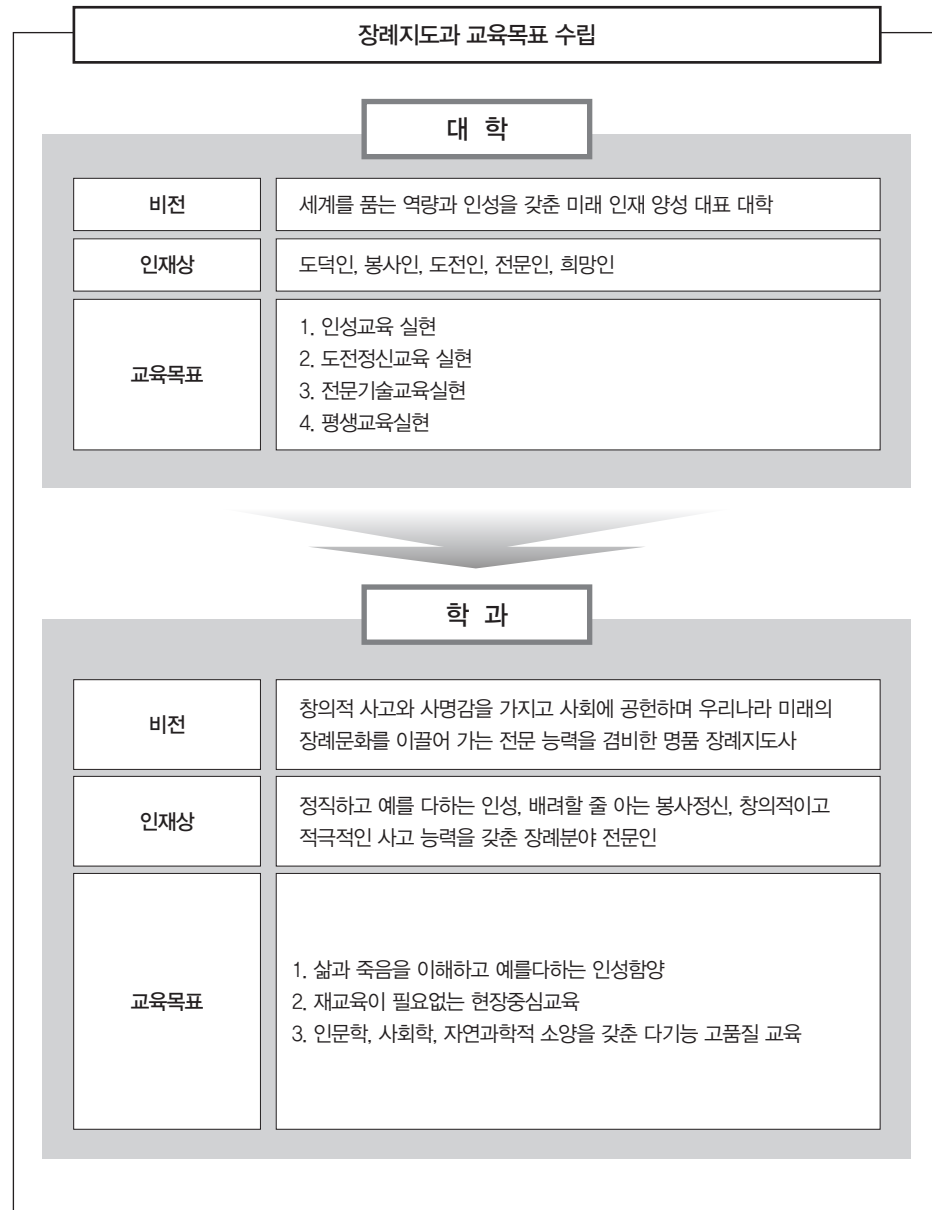 장례지도과 교육목표 수립
대 학
비전
세계를 품는 역량과 인성을 갖춘 미래 인재 양성 대표 대학
인재상
도덕인, 봉사인, 도전인, 전문인, 희망인
교육목표
1. 인성교육 실현
2. 도전정신교육 실현
3. 전문기술교육실현
4. 평생교육실현
학 과
비전
창의적 사고와 사명감을 가지고 사회에 공헌하며 우리나라 미래의
장례문화를 이끌어 가는 전문 능력을 겸비한 명품 장례지도사
인재상
정직하고 예를 다하는 인성, 배려할 줄 아는 봉사정신, 창의적이고
적극적인 사고 능력을 갖춘 장례분야 전문인
교육목표
1. 삶과 죽음을 이해하고 예를다하는 인성함양
2. 재교육이 필요없는 현장중심교육
3. 인문학, 사회학, 자연과학적 소양을 갖춘 다기능 고품질 교육